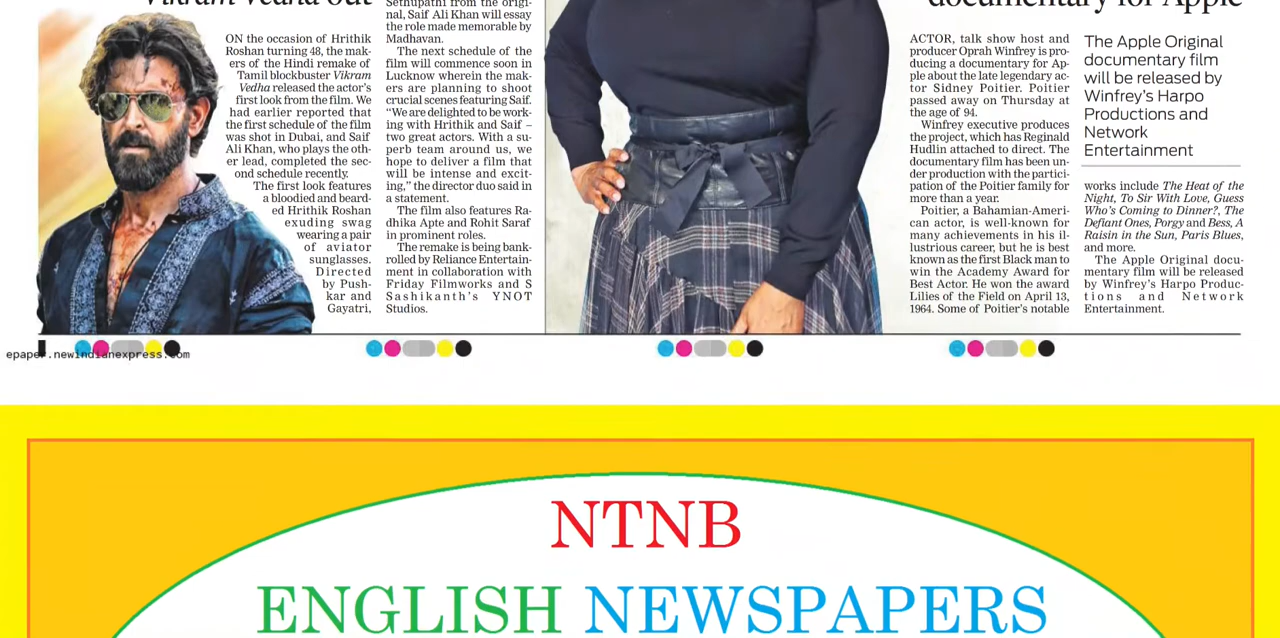 Vikram Vedha out
ON the occasion of Hrithik
Roshan turning 48, the mak-
ers of the Hindi remake of
Tamil blockbuster Vikram
Vedha released the actor's
first look from the film. We
had earlier reported that
the first schedule of the film
was shot in Dubai, and Saif
Ali Khan, who plays the oth-
er lead, completed the sec-
ond schedule recently.
The first look features
a bloodied and beard-
ed Hrithik Roshan
exuding swag
wearing a pair
of aviator
sunglasses.
Directed
by Push-
kar and
Gayatri,
Sethupathi from the origi-
nal, Saif Ali Khan will essay
the role made memorable by
Madhavan.
The next schedule of the
film will commence soon in
Lucknow wherein the mak-
ers are planning to shoot
crucial scenes featuring Saif.
“We are delighted to be work-
ing with Hrithik and Saif –
two great actors. With a su-
perb team around us, we
hope to deliver a film that
will be intense and excit-
ing,” the director duo said in
a statement.
The film also features Ra-
dhika Apte and Rohit Saraf
in prominent roles.
The remake is being bank-
rolled by Reliance Entertain-
ment in collaboration with
Friday Filmworks and S
Sashikanth's YNOT
Studios.
documentary for Apple
ACTOR, talk show host and
producer Oprah Winfrey is pro-
ducing a documentary for Ap-
ple about the late legendary ac-
tor Sidney Poitier. Poitier
passed away on Thursday at
the age of 94.
Winfrey executive produces
the project, which has Reginald
Hudlin attached to direct. The
documentary film has been un-
der production with the partici-
pation of the Poitier family for
more than a year.
Poitier, a Bahamian-Ameri-
can actor, is well-known for
many achievements in his il-
lustrious career, but he is best
known as the first Black man to
win the Academy Award for
Best Actor. He won the award
Lilies of the Field on April 13,
1964. Some of Poitier's notable
The Apple Original
documentary film
will be released by
Winfrey's Harpo
Productions and
Network
Entertainment
works include The Heat of the
Night, To Sir With Love, Guess
Who's Coming to Dinner?, The
Defiant Ones, Porgy and Bess, A
Raisin in the Sun, Paris Blues,
and more.
The Apple Original docu-
mentary film will be released
by Winfrey's Harpo Produc-
tions and Network
Entertainment.
epaper.newindianexpress.com
NTNB
ENGLISH NEWSPAPERS